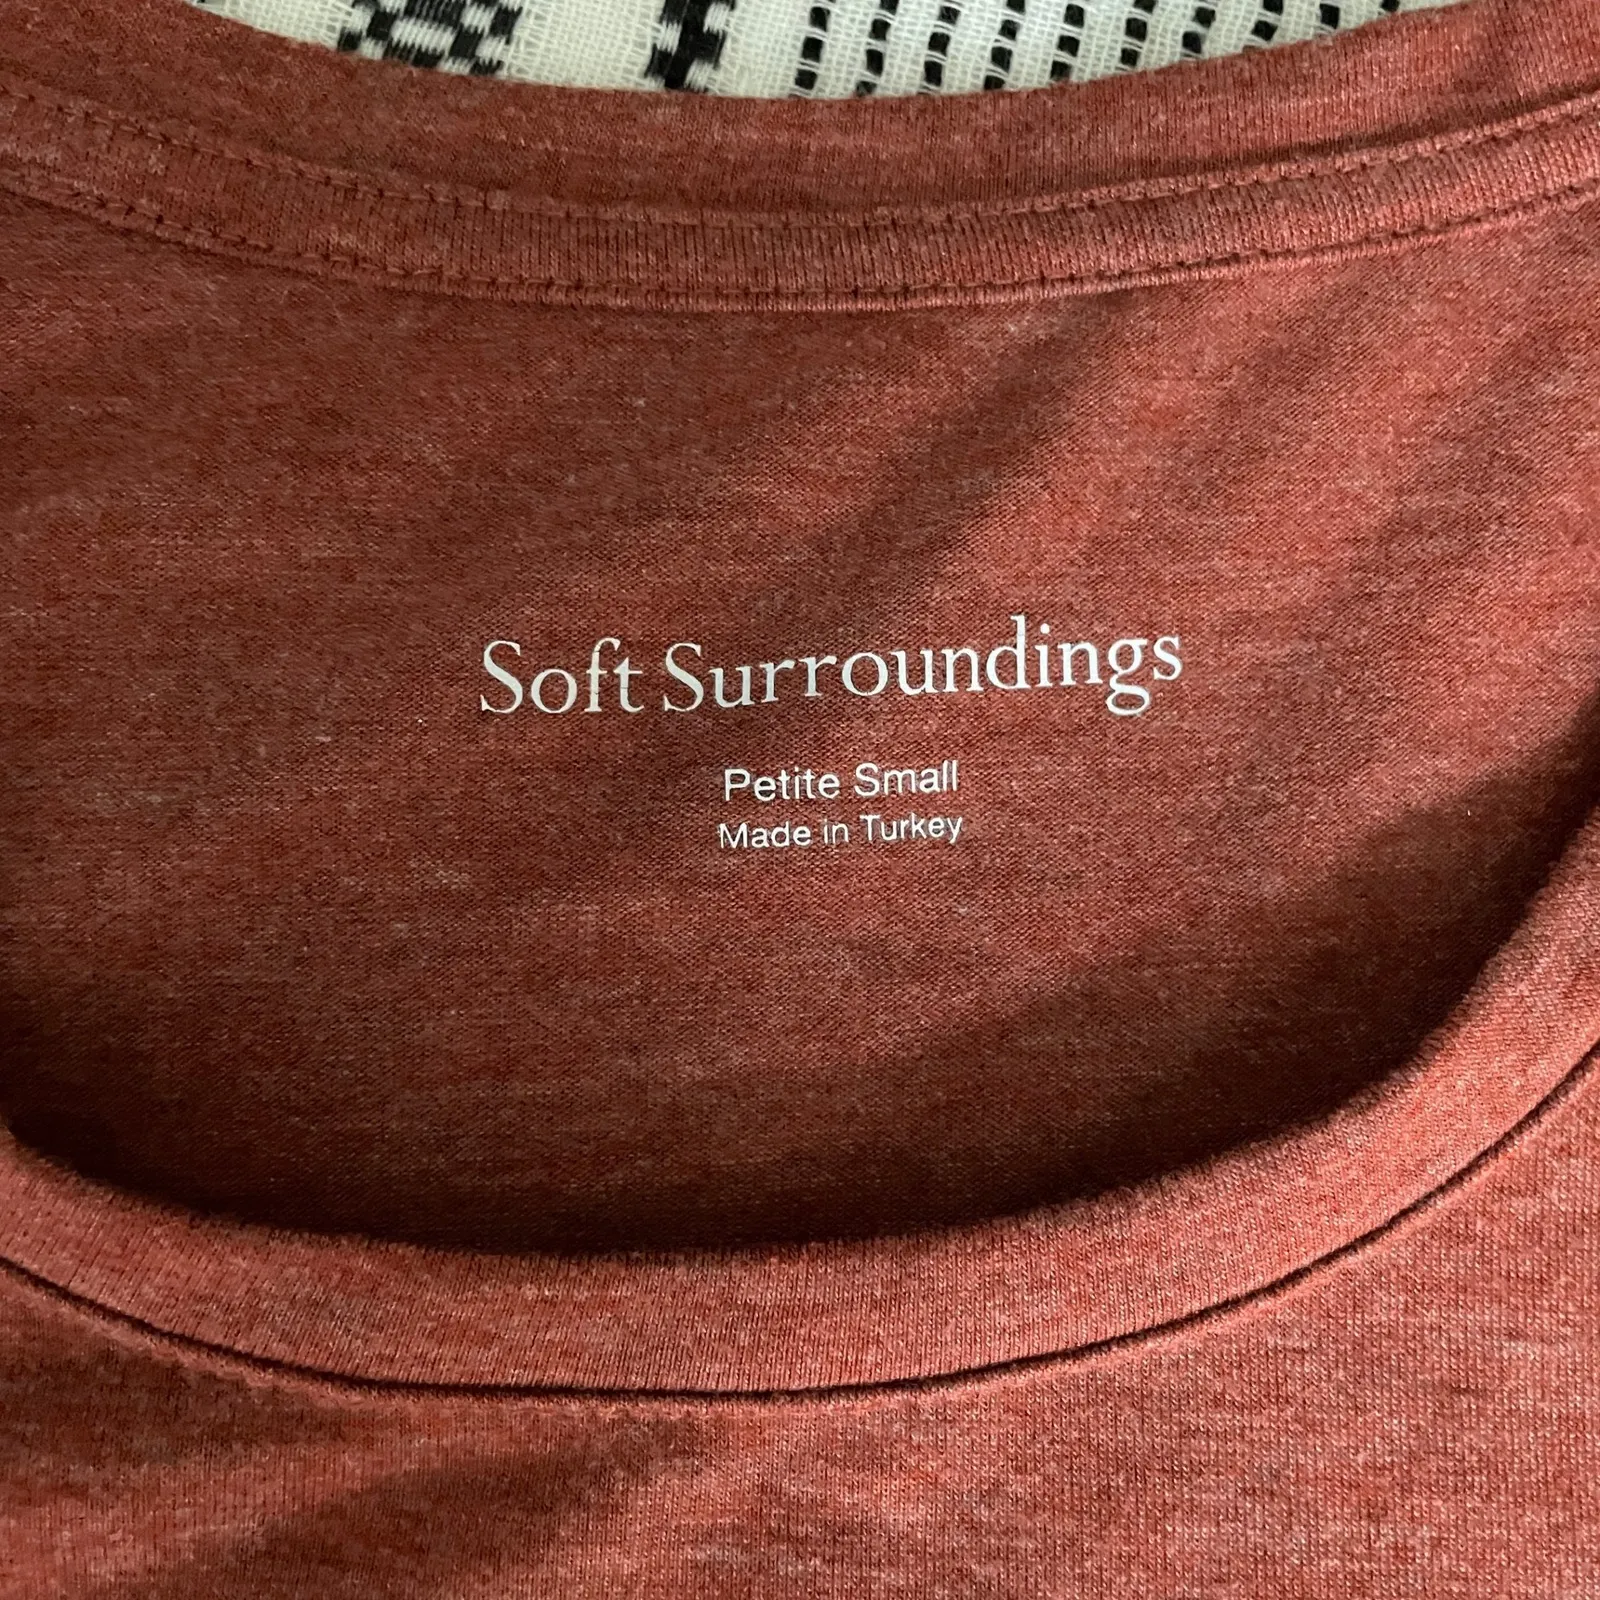 Soft Surroundings
Petite Small
Made in Turkey